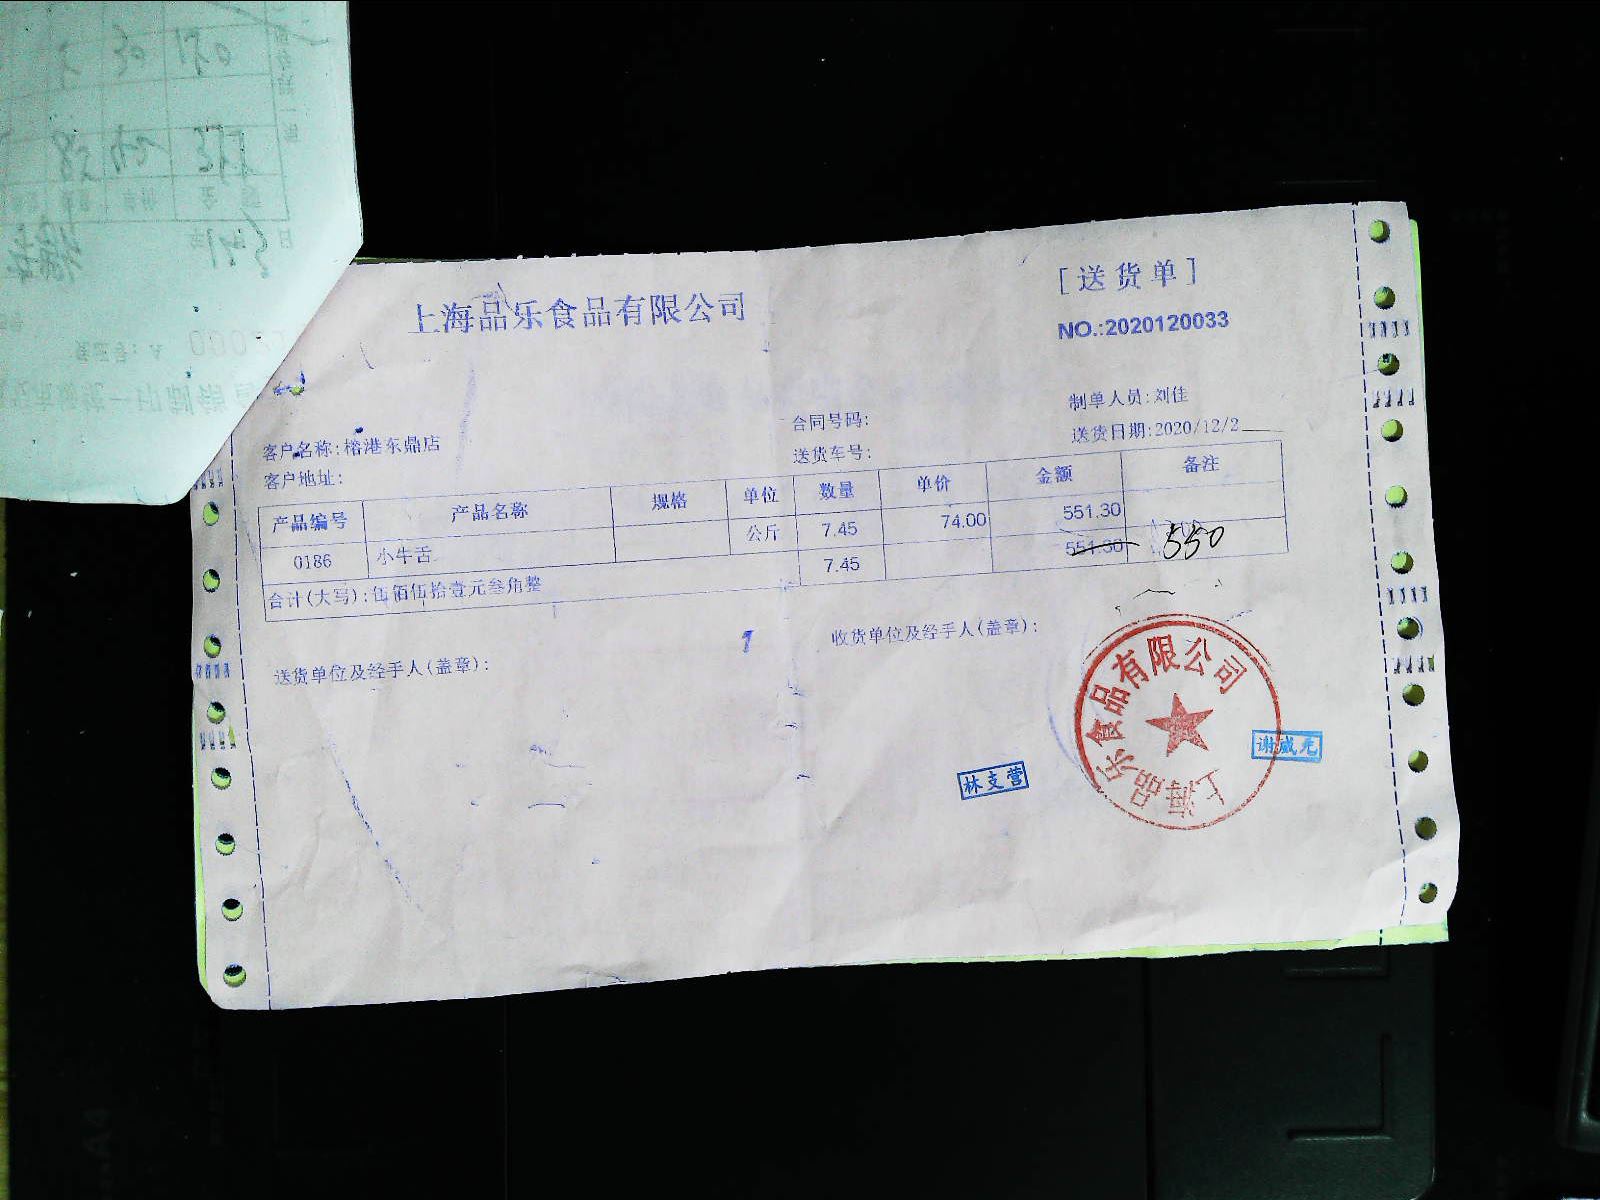 上海品乐食品有限公司
[送货单]
NO.:2020120033
制单人员:刘佳
合同号码:
客户名称:榕港东鼎店
送货车号:
送货日期:2020/12/2
客户地址:
产品编号 产品名称 规格 单位 数量 单价 金额 备注
0186 小牛舌 公斤 7.45 74.00 551.30
合计(大写):伍佰伍拾壹元叁角整 7.45 551.30 550
送货单位及经手人(盖章):
收货单位及经手人(盖章):
上海品乐食品有限公司
林支营